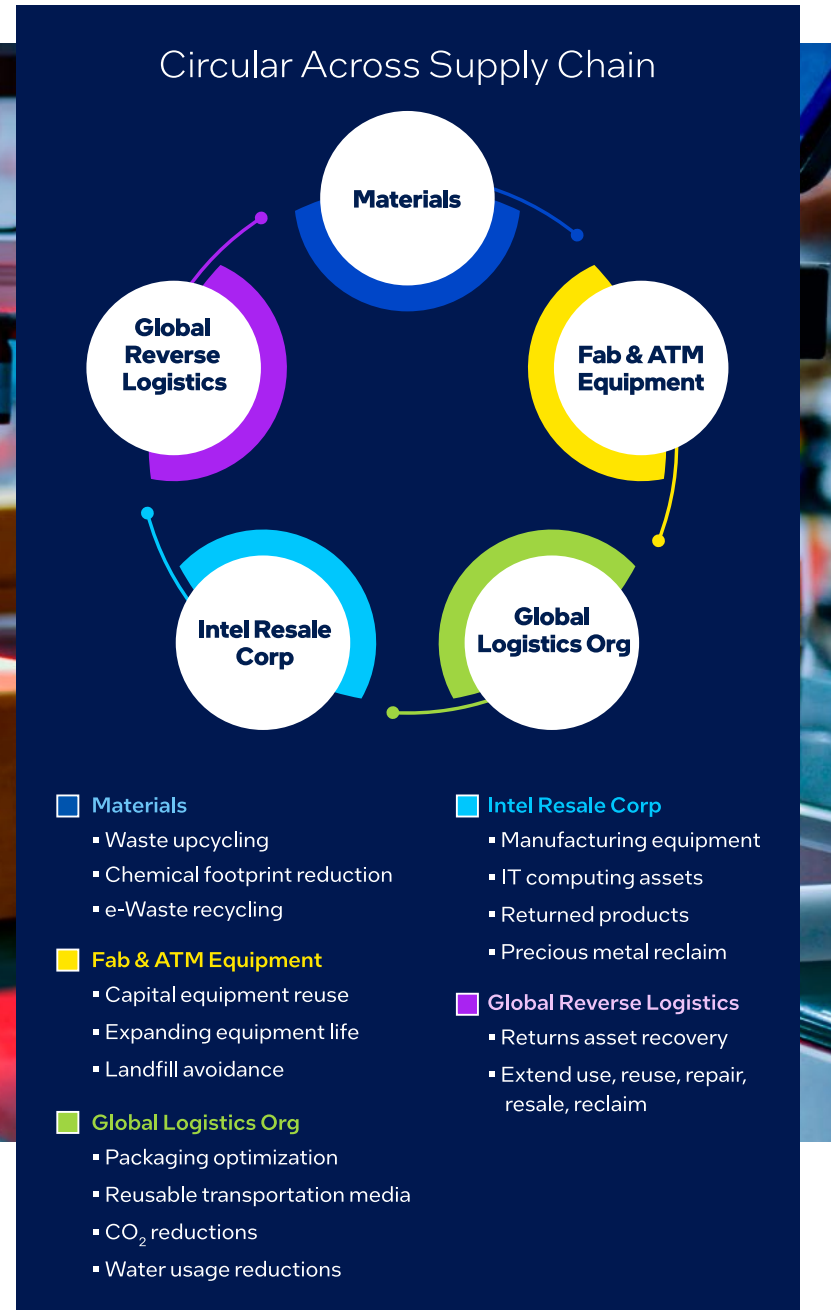 Circular Across Supply Chain
Materials
Fab & ATM
Equipment
Global
Logistics Org
Intel Resale
Corp
Global
Reverse
Logistics
Materials
▪ Waste upcycling
▪ Chemical footprint reduction
▪ e-Waste recycling
Fab & ATM Equipment
▪ Capital equipment reuse
▪ Expanding equipment life
▪ Landfill avoidance
Global Logistics Org
▪ Packaging optimization
▪ Reusable transportation media
▪ CO₂ reductions
▪ Water usage reductions
Intel Resale Corp
▪ Manufacturing equipment
▪ IT computing assets
▪ Returned products
▪ Precious metal reclaim
Global Reverse Logistics
▪ Returns asset recovery
▪ Extend use, reuse, repair,
resale, reclaim